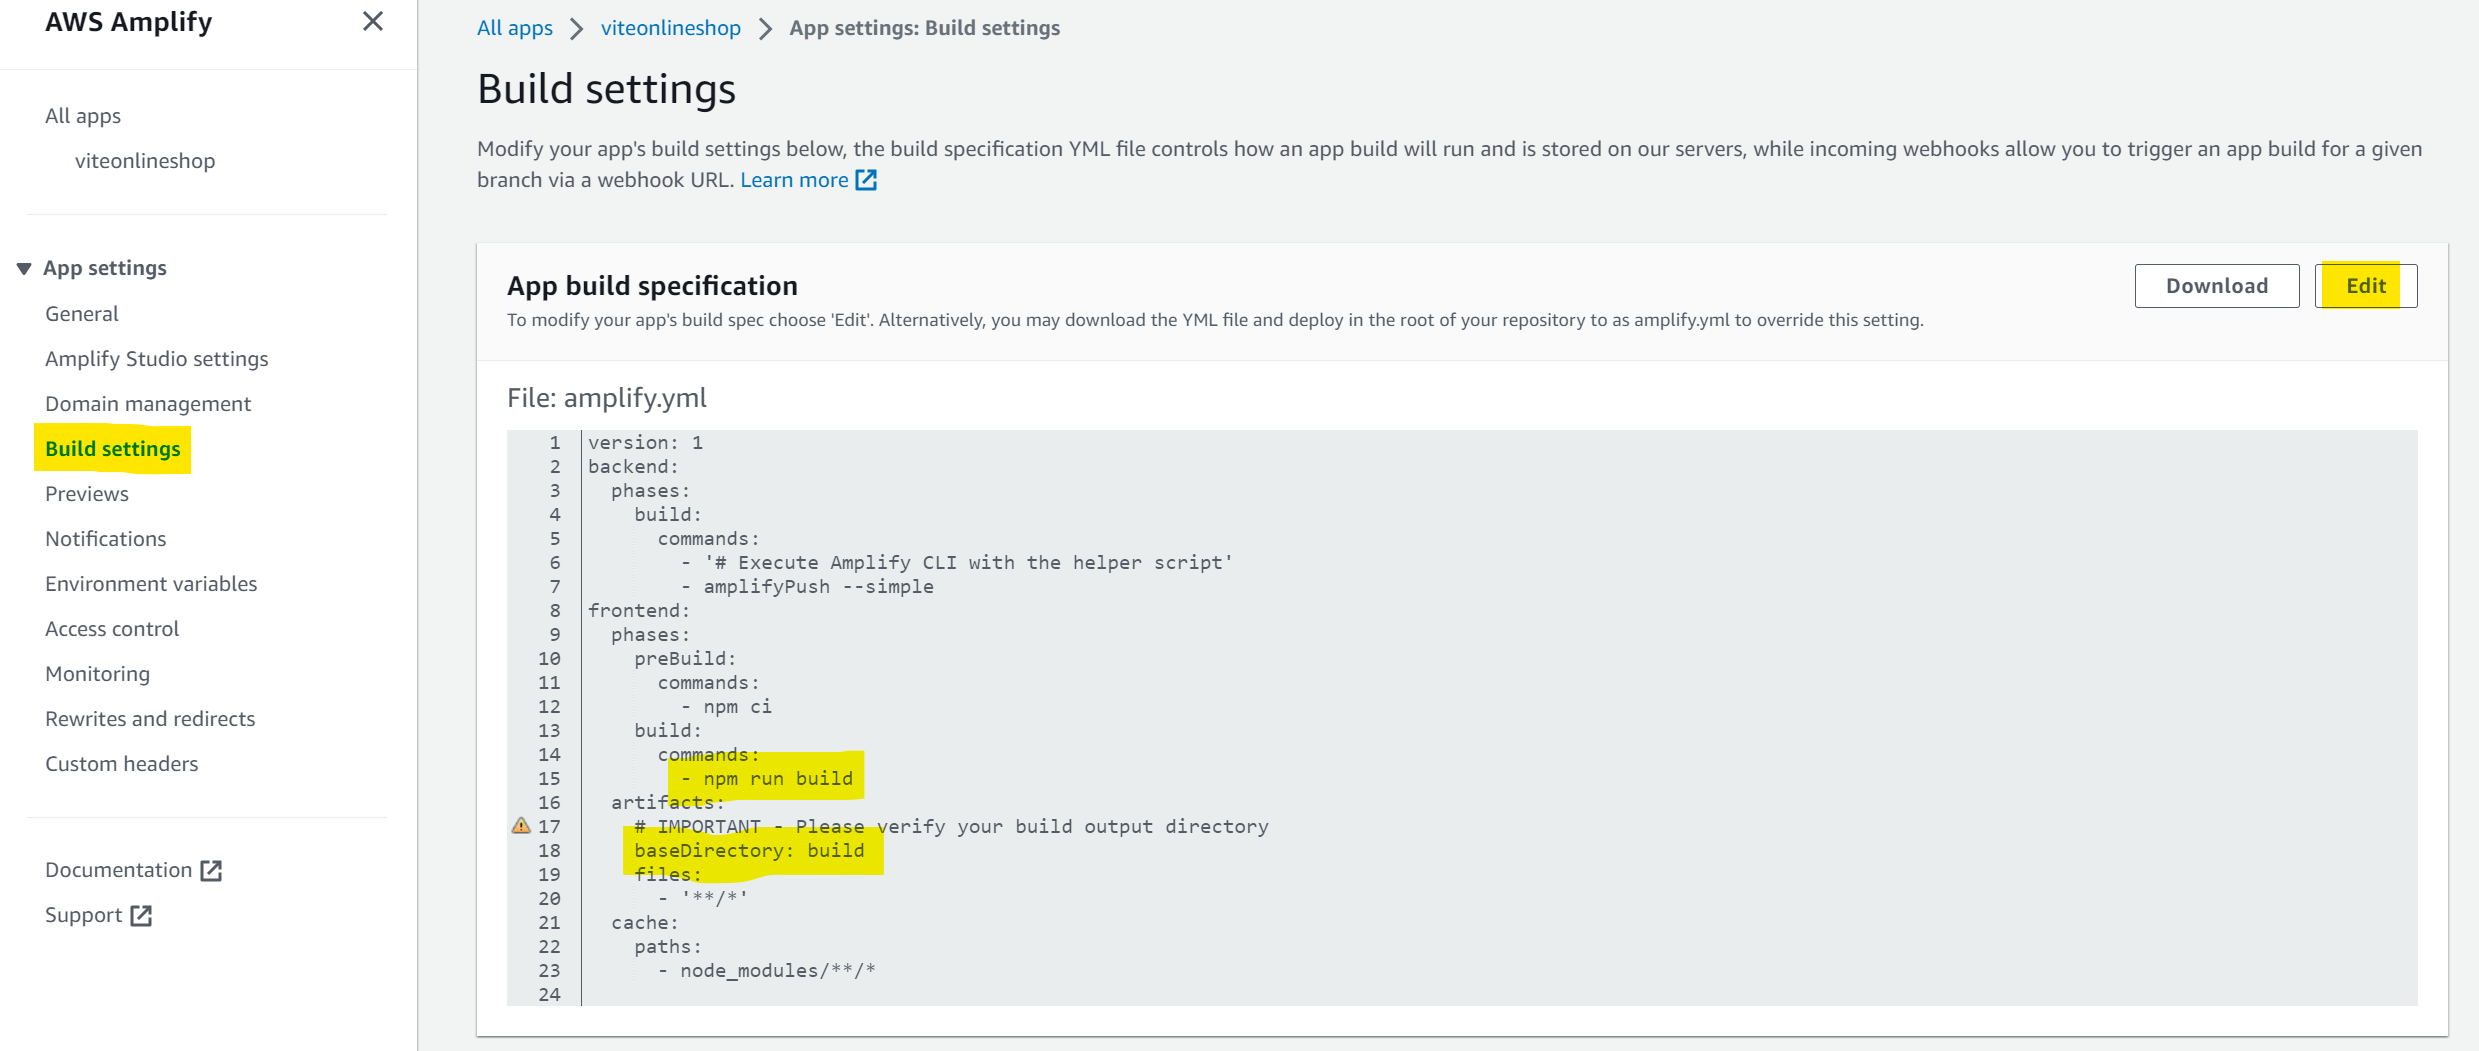 AWS Amplify
All apps
viteonlineshop
App settings
General
Amplify Studio settings
Domain management
Build settings
Previews
Notifications
Environment variables
Access control
Monitoring
Rewrites and redirects
Custom headers
Documentation
Support
All apps > viteonlineshop > App settings: Build settings
Build settings
Modify your app's build settings below, the build specification YML file controls how an app build will run and is stored on our servers, while incoming webhooks allow you to trigger an app build for a given
branch via a webhook URL. Learn more
App build specification
Download
Edit
To modify your app's build spec choose 'Edit'. Alternatively, you may download the YML file and deploy in the root of your repository to as amplify.yml to override this setting.
File: amplify.yml
1 version: 1
2 backend:
3   phases:
4     build:
5       commands:
6         - '# Execute Amplify CLI with the helper script'
7         - amplifyPush --simple
8 frontend:
9   phases:
10     preBuild:
11       commands:
12         - npm ci
13     build:
14       commands:
15         - npm run build
16   artifacts:
17     # IMPORTANT - Please verify your build output directory
18     baseDirectory: build
19     files:
20       - '**/*'
21   cache:
22     paths:
23       - node_modules/**/*
24